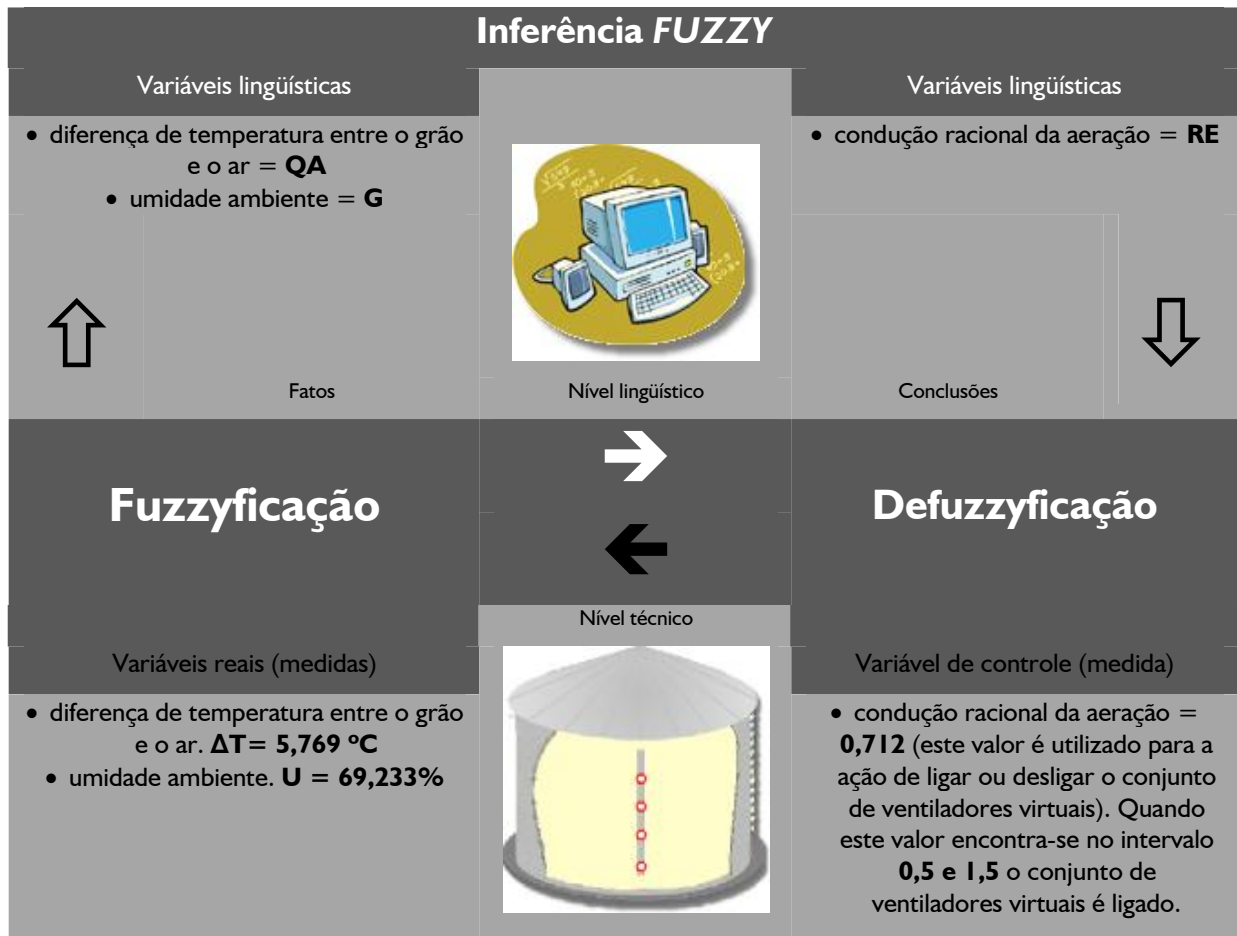 Inferência FUZZY
Variáveis lingüísticas
Variáveis lingüísticas
• diferença de temperatura entre o grão
e o ar = QA
• umidade ambiente = G
• condução racional da aeração = RE
Fatos
Nível lingüístico
Conclusões
Fuzzyficação
Defuzzyficação
Nível técnico
Variáveis reais (medidas)
Variável de controle (medida)
• diferença de temperatura entre o grão
e o ar. ΔT= 5,769 ºC
• umidade ambiente. U = 69,233%
• condução racional da aeração =
0,712 (este valor é utilizado para a
ação de ligar ou desligar o conjunto
de ventiladores virtuais). Quando
este valor encontra-se no intervalo
0,5 e 1,5 o conjunto de
ventiladores virtuais é ligado.